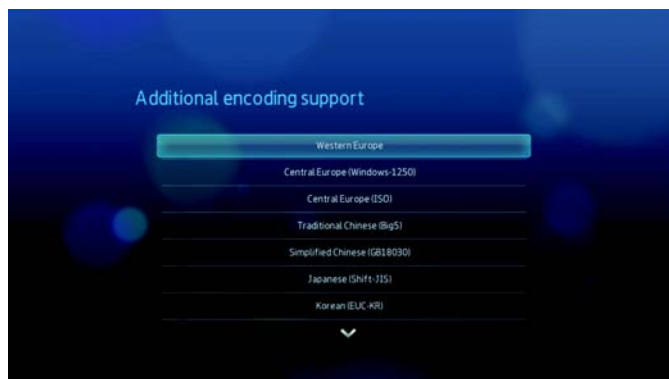 Additional encoding support
Western Europe
Central Europe (Windows-1250)
Central Europe (ISO)
Traditional Chinese (Big5)
Simplified Chinese (GB18030)
Japanese (Shift-JIS)
Korean (EUC-KR)